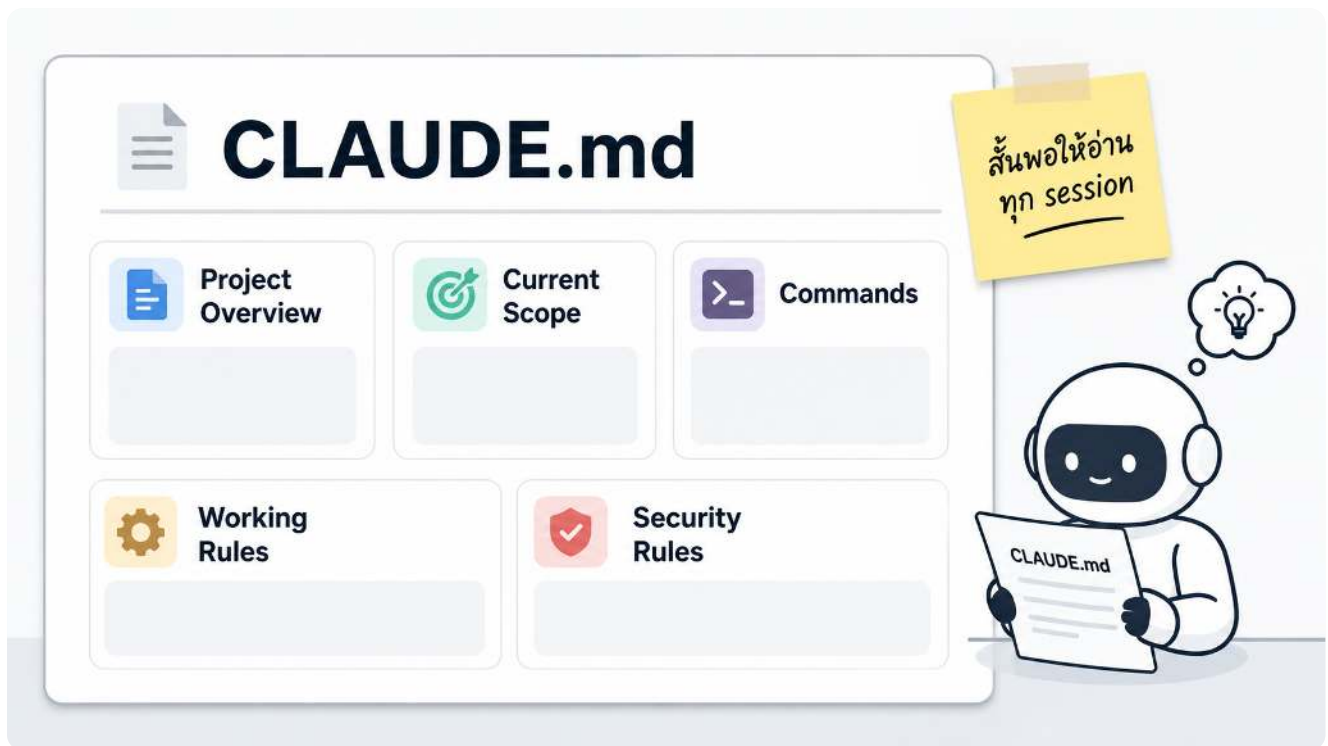 CLAUDE.md
สั้นพอให้อ่าน
ทุก session
Project
Overview
Current
Scope
Commands
Working
Rules
Security
Rules
CLAUDE.md